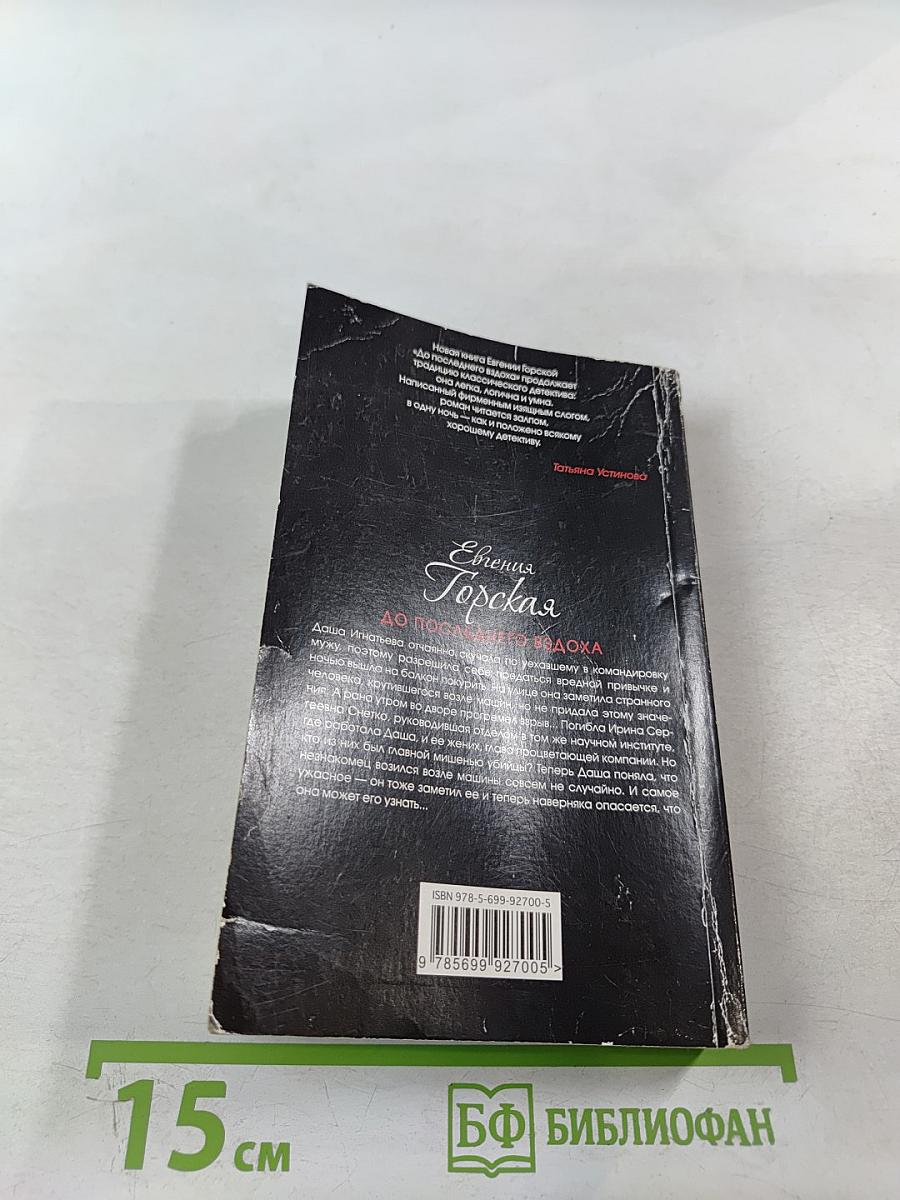 Новая книга Евгении Горской
«До последнего вздоха» продолжает
традицию классического детектива:
она легка, логична и умна.
Написанный фирменным изящным слогом,
роман читается залпом,
в одну ночь — как и положено всякому
хорошему детективу.
Татьяна Устинова
Евгения
Горская
ДО ПОСЛЕДНЕГО ВЗДОХА
Даша Игнатьева отчаянно скучала по уехавшему в командировку
мужу, поэтому разрешила себе предаться вредной привычке и
ночью вышла на балкон покурить. На улице она заметила странного
человека, крутившегося возле машин, но не придала этому значе-
ния. А рано утром во дворе прогремел взрыв... Погибла Ирина Сер-
геевна Снетко, руководившая отделом в том же научном институте,
где работала Даша, и ее жених, глава процветающей компании. Но
кто из них был главной мишенью убийцы? Теперь Даша поняла, что
незнакомец возился возле машины совсем не случайно. И самое
ужасное — он тоже заметил ее и теперь наверняка опасается, что
она может его узнать...
ISBN 978-5-699-92700-5
9 785699 927005 >
15 см
БФ БИБЛИОФАН